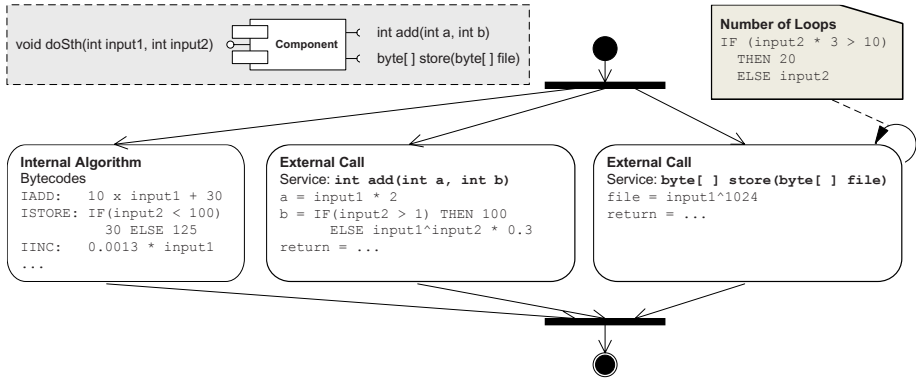 void doSth(int input1, int input2)
Component
int add(int a, int b)
byte[ ] store(byte[ ] file)
Number of Loops
IF (input2 * 3 > 10)
THEN 20
ELSE input2
Internal Algorithm
Bytecodes
IADD: 10 x input1 + 30
ISTORE: IF(input2 < 100)
30 ELSE 125
IINC: 0.0013 * input1
...
External Call
Service: int add(int a, int b)
a = input1 * 2
b = IF(input2 > 1) THEN 100
ELSE input1^input2 * 0.3
return = ...
External Call
Service: byte[ ] store(byte[ ] file)
file = input1^1024
return = ...